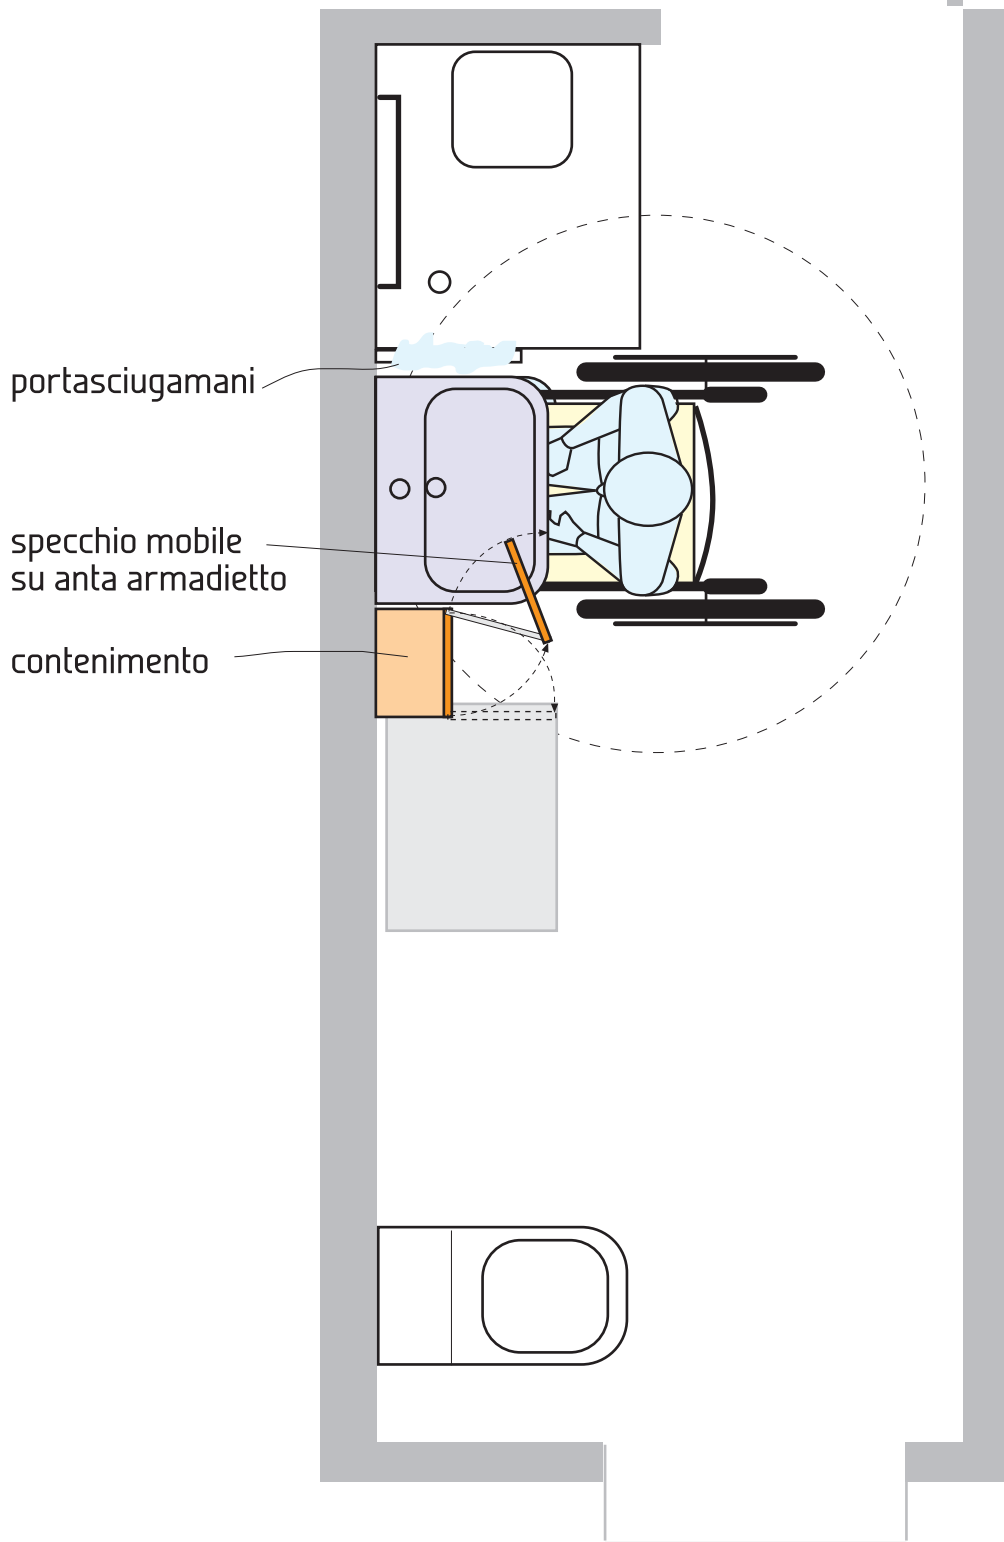 portasciugamani
specchio mobile
su anta armadietto
contenimento